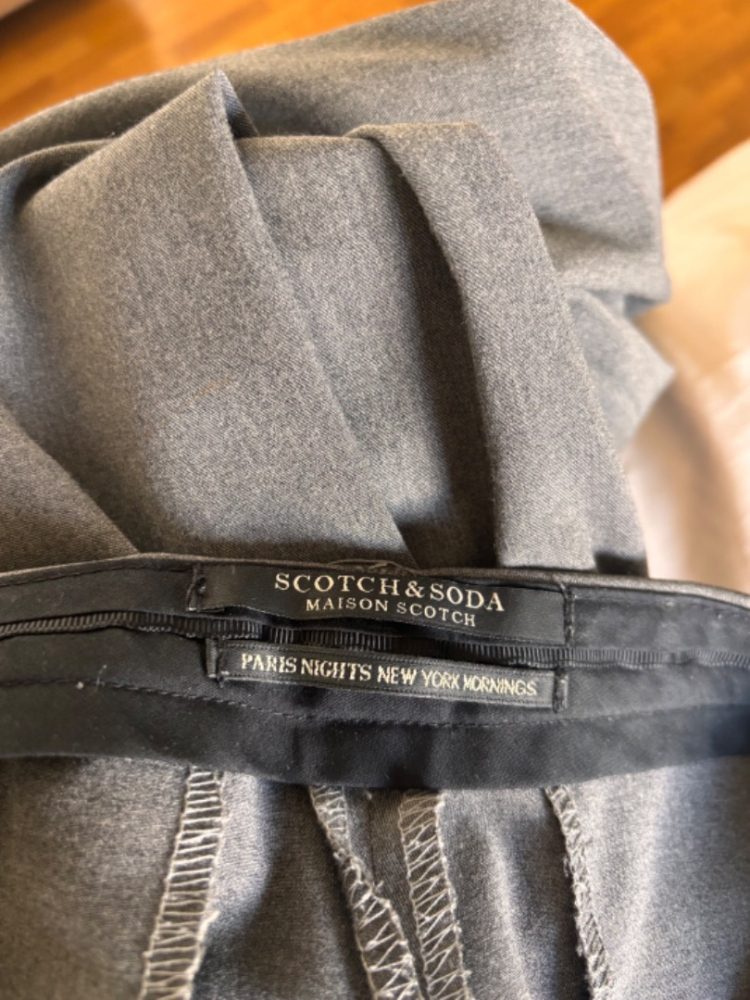 SCOTCH & SODA
MAISON SCOTCH
PARIS NIGHTS NEW YORK MORNINGS